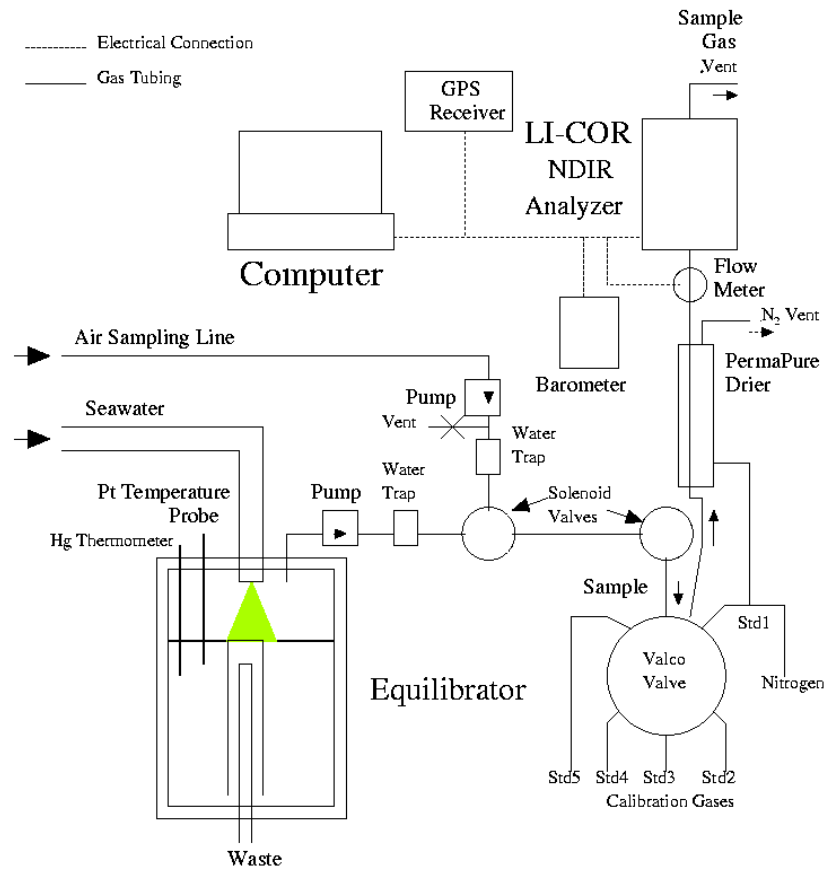 Electrical Connection
Gas Tubing
Sample
Gas
Vent
GPS
Receiver
LI-COR
NDIR
Analyzer
Computer
Flow
Meter
N₂ Vent
Air Sampling Line
Barometer
PermaPure
Drier
Seawater
Pump
Vent
Water
Trap
Pt Temperature
Probe
Pump
Water
Trap
Solenoid
Valves
Hg Thermometer
Sample
Std1
Valco
Valve
Equilibrator
Nitrogen
Std5
Std4
Std3
Std2
Calibration Gases
Waste